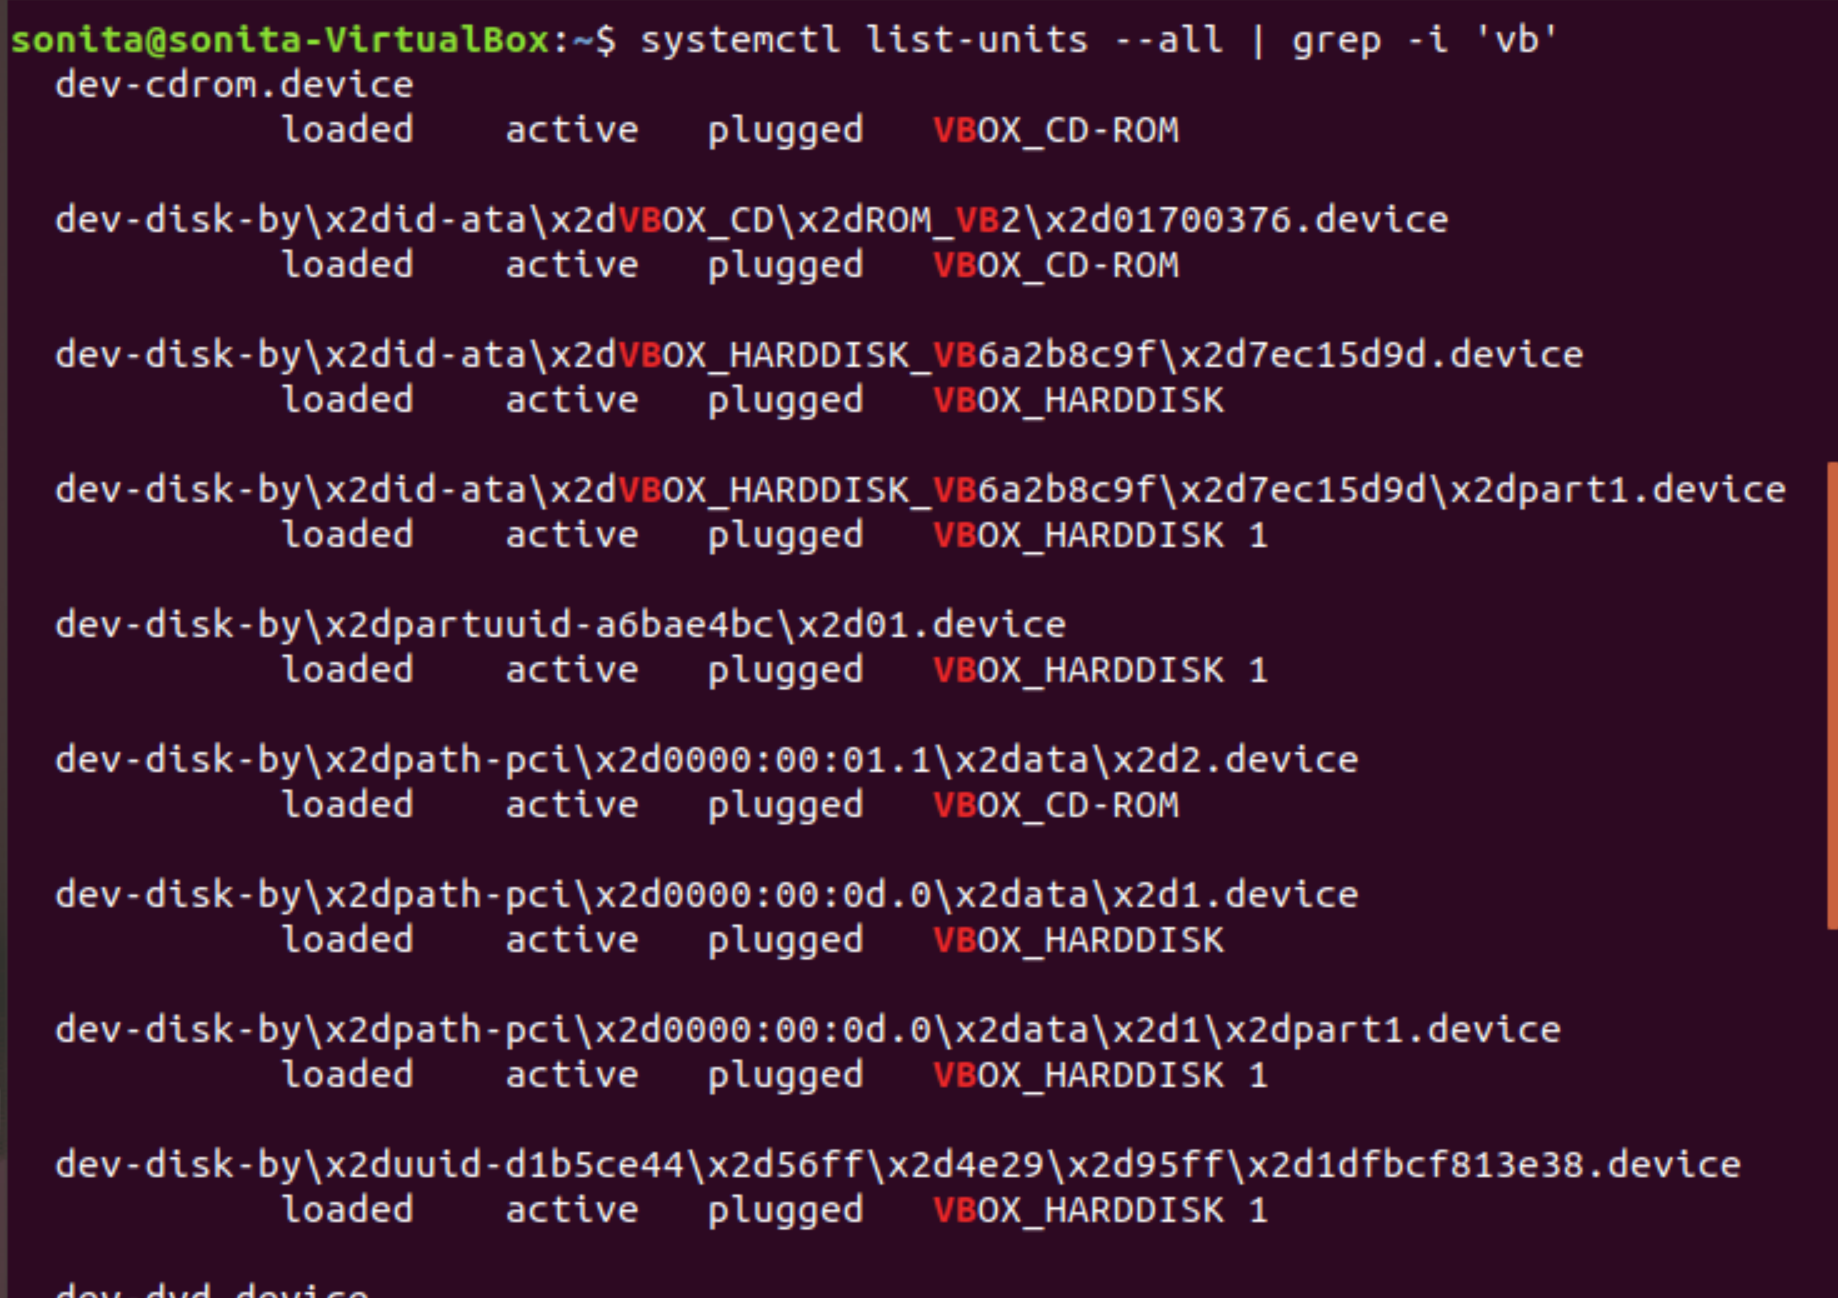 sonita@sonita-VirtualBox:~$ systemctl list-units --all | grep -i 'vb'
dev-cdrom.device
loaded active plugged VBOX_CD-ROM
dev-disk-by\x2did-ata\x2dVBOX_CD\x2dROM_VB2\x2d01700376.device
loaded active plugged VBOX_CD-ROM
dev-disk-by\x2did-ata\x2dVBOX_HARDDISK_VB6a2b8c9f\x2d7ec15d9d.device
loaded active plugged VBOX_HARDDISK
dev-disk-by\x2did-ata\x2dVBOX_HARDDISK_VB6a2b8c9f\x2d7ec15d9d\x2dpart1.device
loaded active plugged VBOX_HARDDISK 1
dev-disk-by\x2dpartuuid-a6bae4bc\x2d01.device
loaded active plugged VBOX_HARDDISK 1
dev-disk-by\x2dpath-pci\x2d0000:00:01.1\x2data\x2d2.device
loaded active plugged VBOX_CD-ROM
dev-disk-by\x2dpath-pci\x2d0000:00:0d.0\x2data\x2d1.device
loaded active plugged VBOX_HARDDISK
dev-disk-by\x2dpath-pci\x2d0000:00:0d.0\x2data\x2d1\x2dpart1.device
loaded active plugged VBOX_HARDDISK 1
dev-disk-by\x2duuid-d1b5ce44\x2d56ff\x2d4e29\x2d95ff\x2d1dfbcf813e38.device
loaded active plugged VBOX_HARDDISK 1
dev-dvd.device